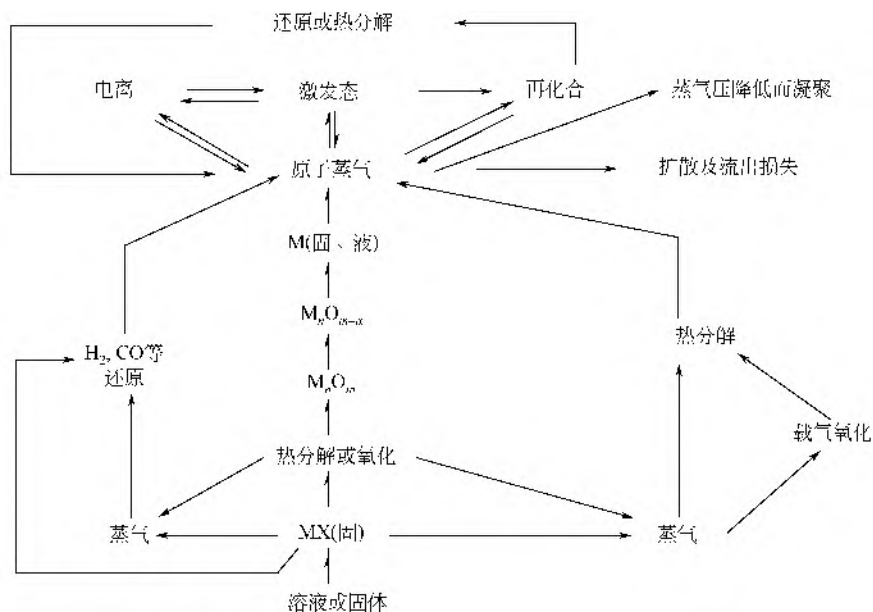 还原或热分解
电离
激发态
再化合
蒸气压降低而凝聚
原子蒸气
扩散及流出损失
M(固、液)
MₙOₘ₋ₓ
热分解
H₂, CO等
还原
MₙOₘ
载气氧化
热分解或氧化
蒸气
MX(固)
蒸气
溶液或固体